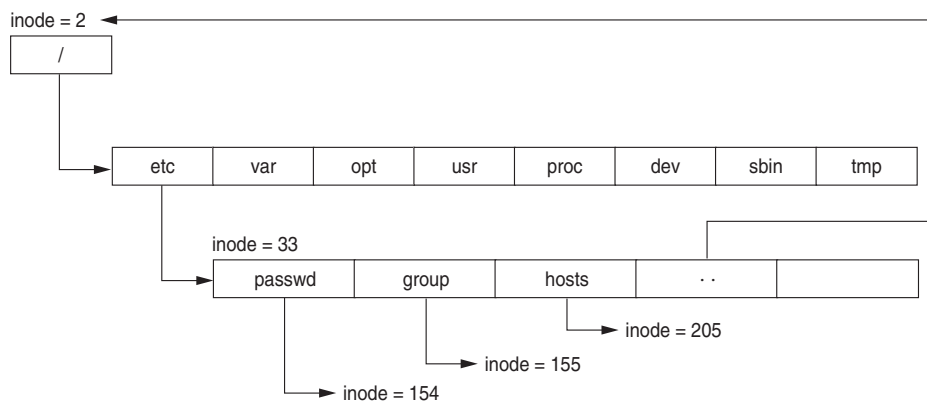 inode = 2
/
etc var opt usr proc dev sbin tmp
inode = 33
passwd group hosts . .
inode = 205
inode = 155
inode = 154